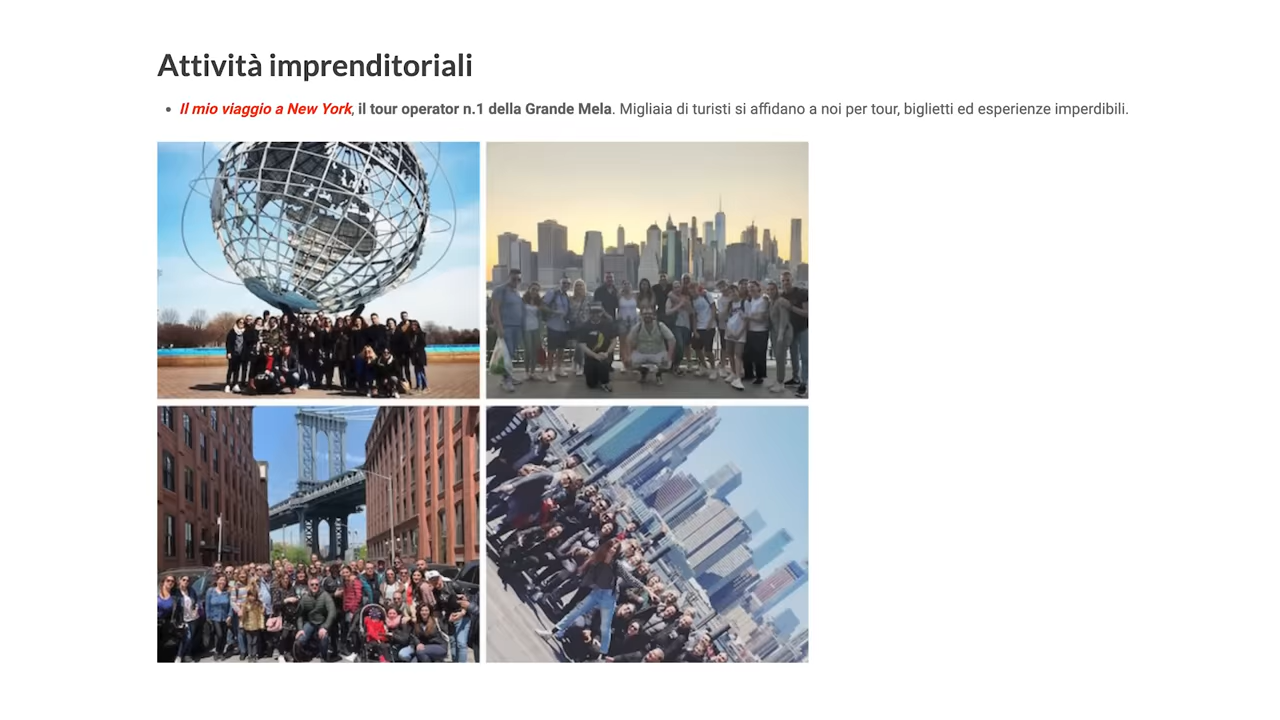 Attività imprenditoriali
• Il mio viaggio a New York, il tour operator n.1 della Grande Mela. Migliaia di turisti si affidano a noi per tour, biglietti ed esperienze imperdibili.